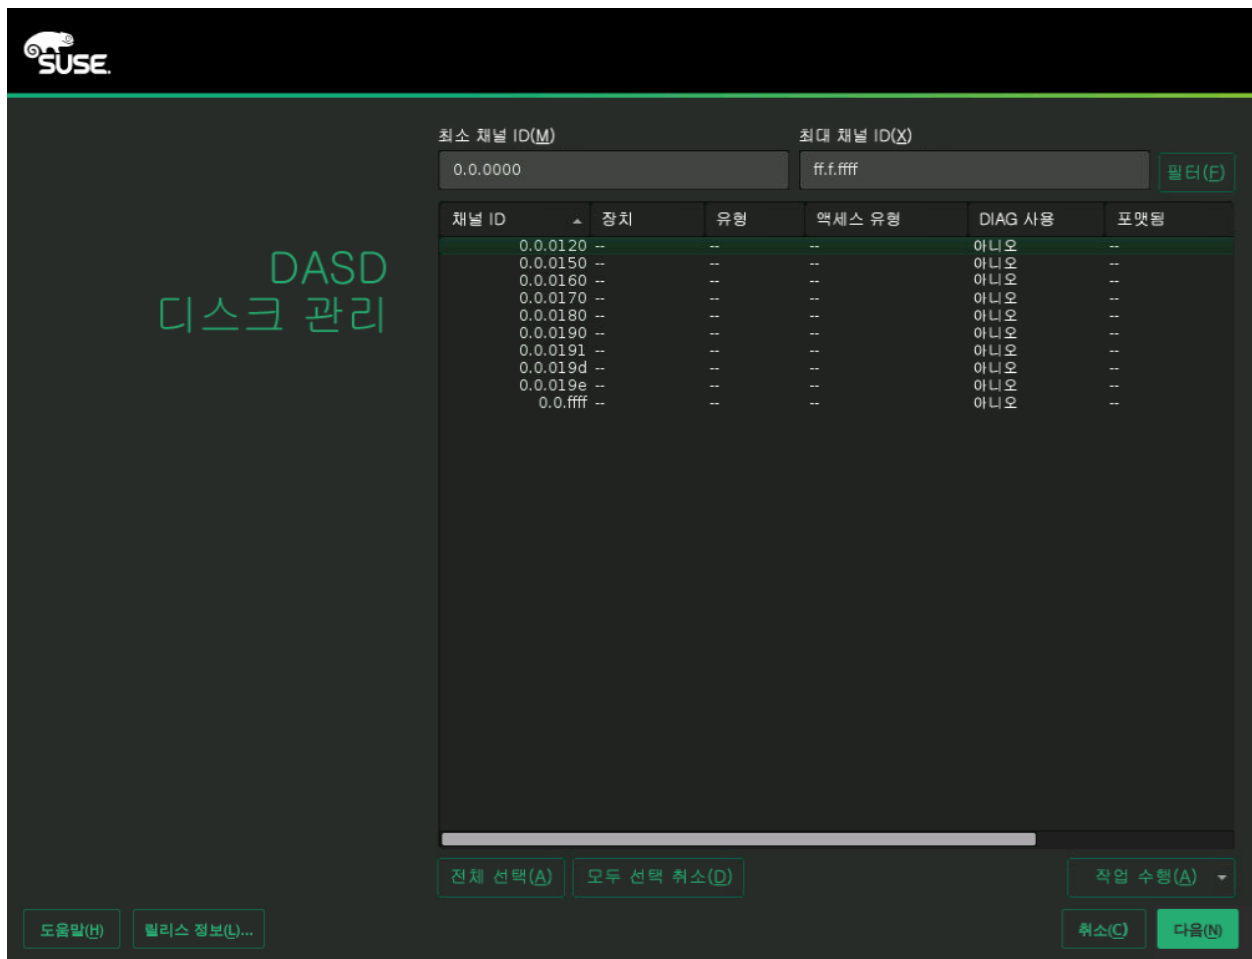 SUSE.
최소 채널 ID(M) 최대 채널 ID(X)
0.0.0000 ff.f.ffff 필터(F)
채널 ID 장치 유형 액세스 유형 DIAG 사용 포맷됨
DASD
디스크 관리
0.0.0120 -- -- -- 아니오 --
0.0.0150 -- -- -- 아니오 --
0.0.0160 -- -- -- 아니오 --
0.0.0170 -- -- -- 아니오 --
0.0.0180 -- -- -- 아니오 --
0.0.0190 -- -- -- 아니오 --
0.0.0191 -- -- -- 아니오 --
0.0.019d -- -- -- 아니오 --
0.0.019e -- -- -- 아니오 --
0.0.ffff -- -- -- 아니오 --
전체 선택(A) 모두 선택 취소(D) 작업 수행(A)
도움말(H) 릴리스 정보(L)... 취소(C) 다음(N)